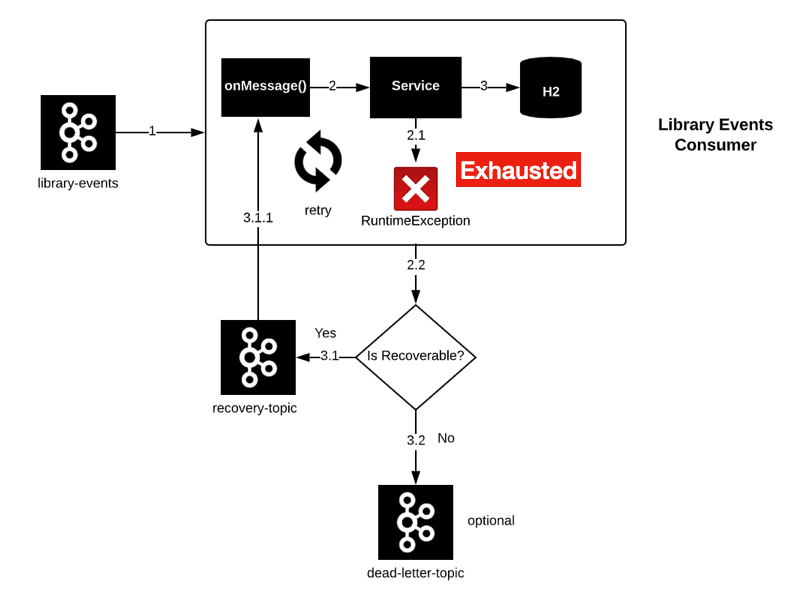 onMessage()
2
Service
3
H2
1
library-events
2.1
Exhausted
Library Events
Consumer
retry
RuntimeException
3.1.1
2.2
Yes
3.1
Is Recoverable?
recovery-topic
3.2
No
optional
dead-letter-topic